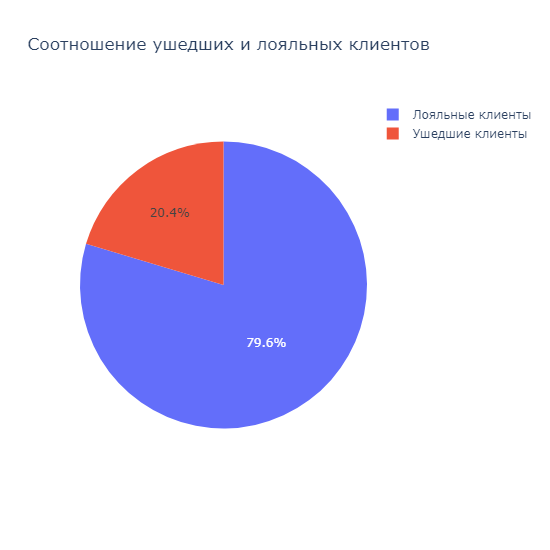 Соотношение ушедших и лояльных клиентов
Лояльные клиенты
Ушедшие клиенты
20.4%
79.6%